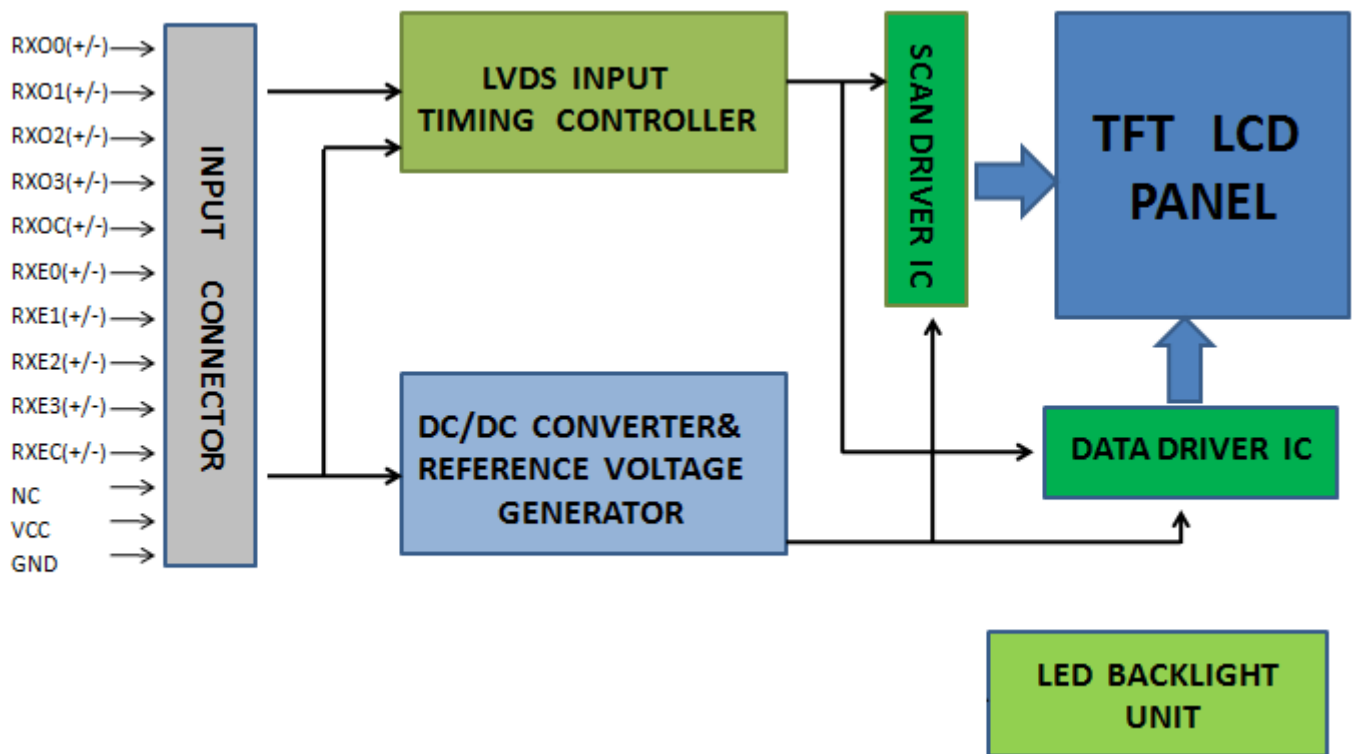 RXO0(+/-)
RXO1(+/-)
RXO2(+/-)
RXO3(+/-)
RXOC(+/-)
RXE0(+/-)
RXE1(+/-)
RXE2(+/-)
RXE3(+/-)
RXEC(+/-)
NC
VCC
GND
INPUT CONNECTOR
LVDS INPUT
TIMING CONTROLLER
DC/DC CONVERTER&
REFERENCE VOLTAGE
GENERATOR
SCAN DRIVER IC
TFT LCD
PANEL
DATA DRIVER IC
LED BACKLIGHT
UNIT